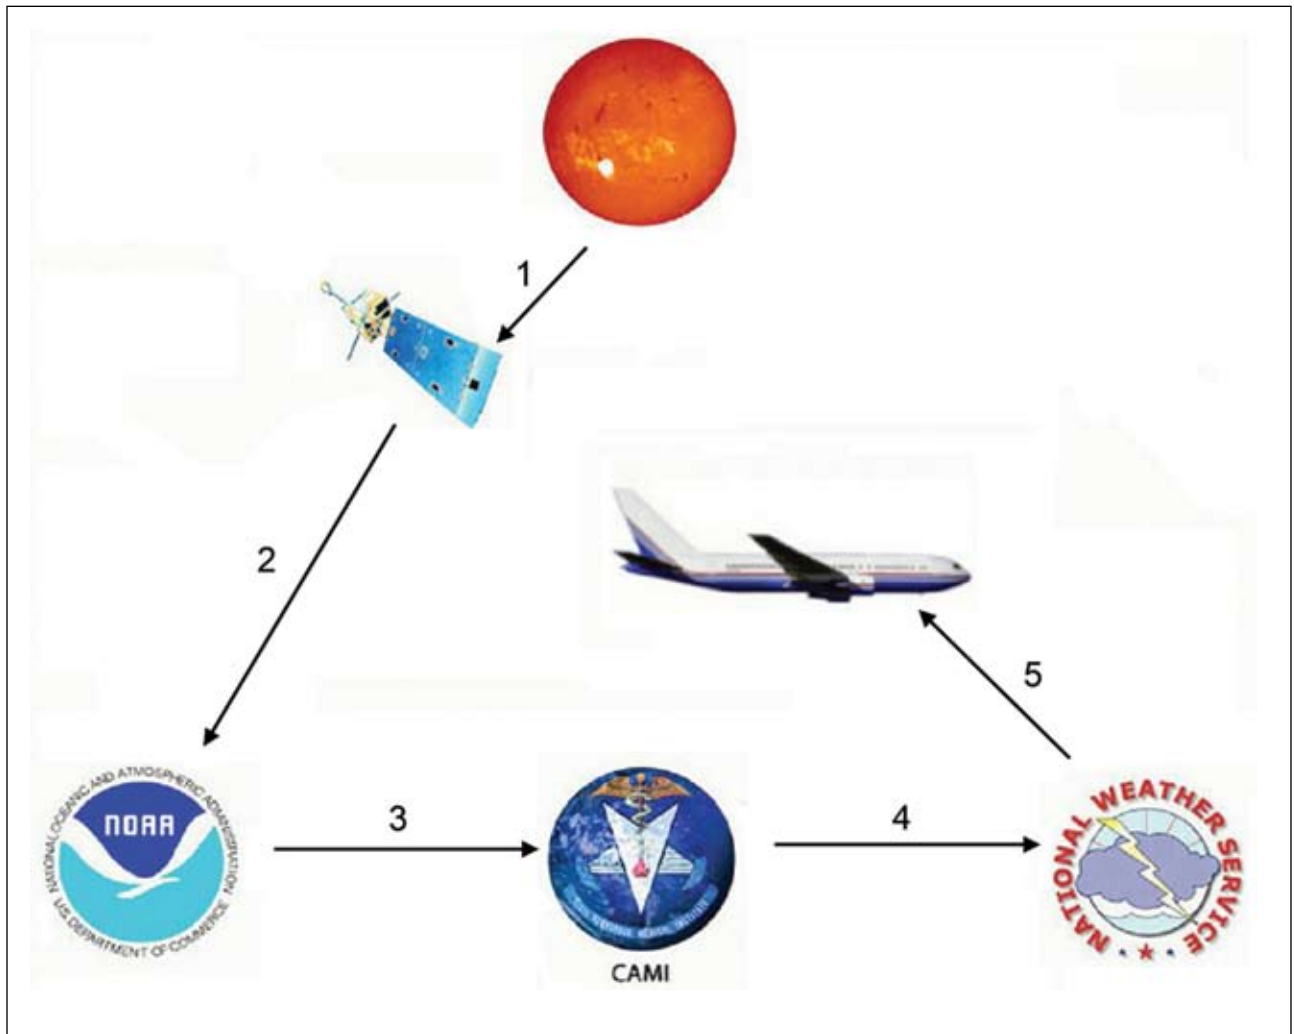 1
2
5
NATIONAL OCEANIC AND ATMOSPHERIC ADMINISTRATION
U.S. DEPARTMENT OF COMMERCE
NOAA
3
CAMI
4
NATIONAL WEATHER SERVICE